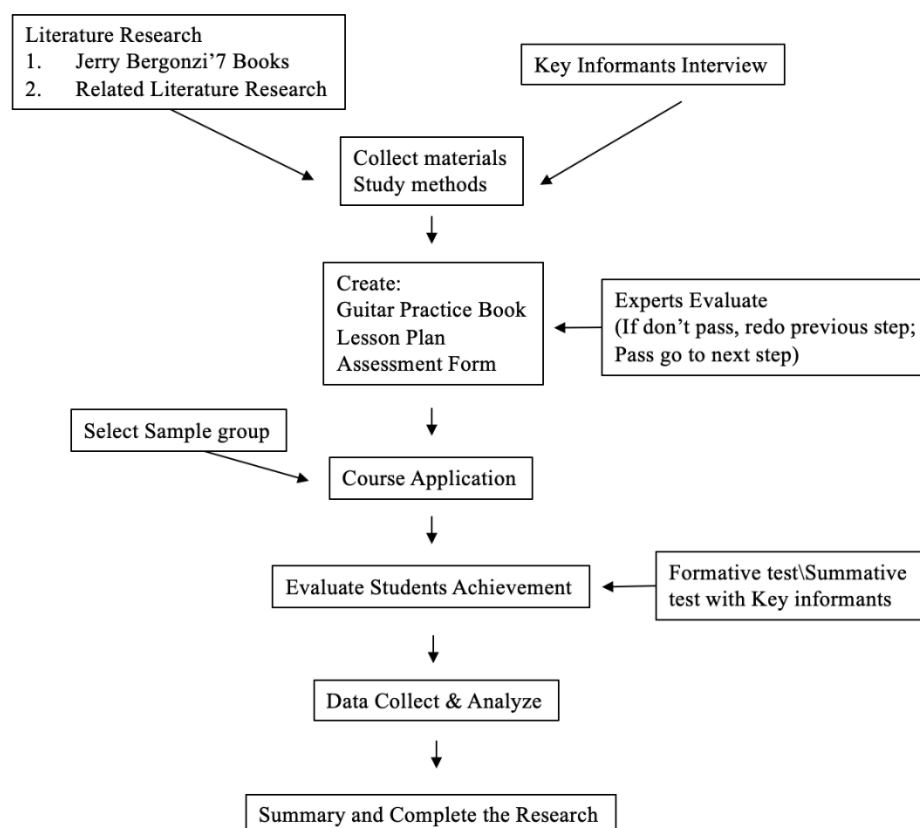 Literature Research
1. Jerry Bergonzi’7 Books
2. Related Literature Research
Key Informants Interview
Collect materials
Study methods
Create:
Guitar Practice Book
Lesson Plan
Assessment Form
Experts Evaluate
(If don’t pass, redo previous step;
Pass go to next step)
Select Sample group
Course Application
Evaluate Students Achievement
Formative test\Summative
test with Key informants
Data Collect & Analyze
Summary and Complete the Research